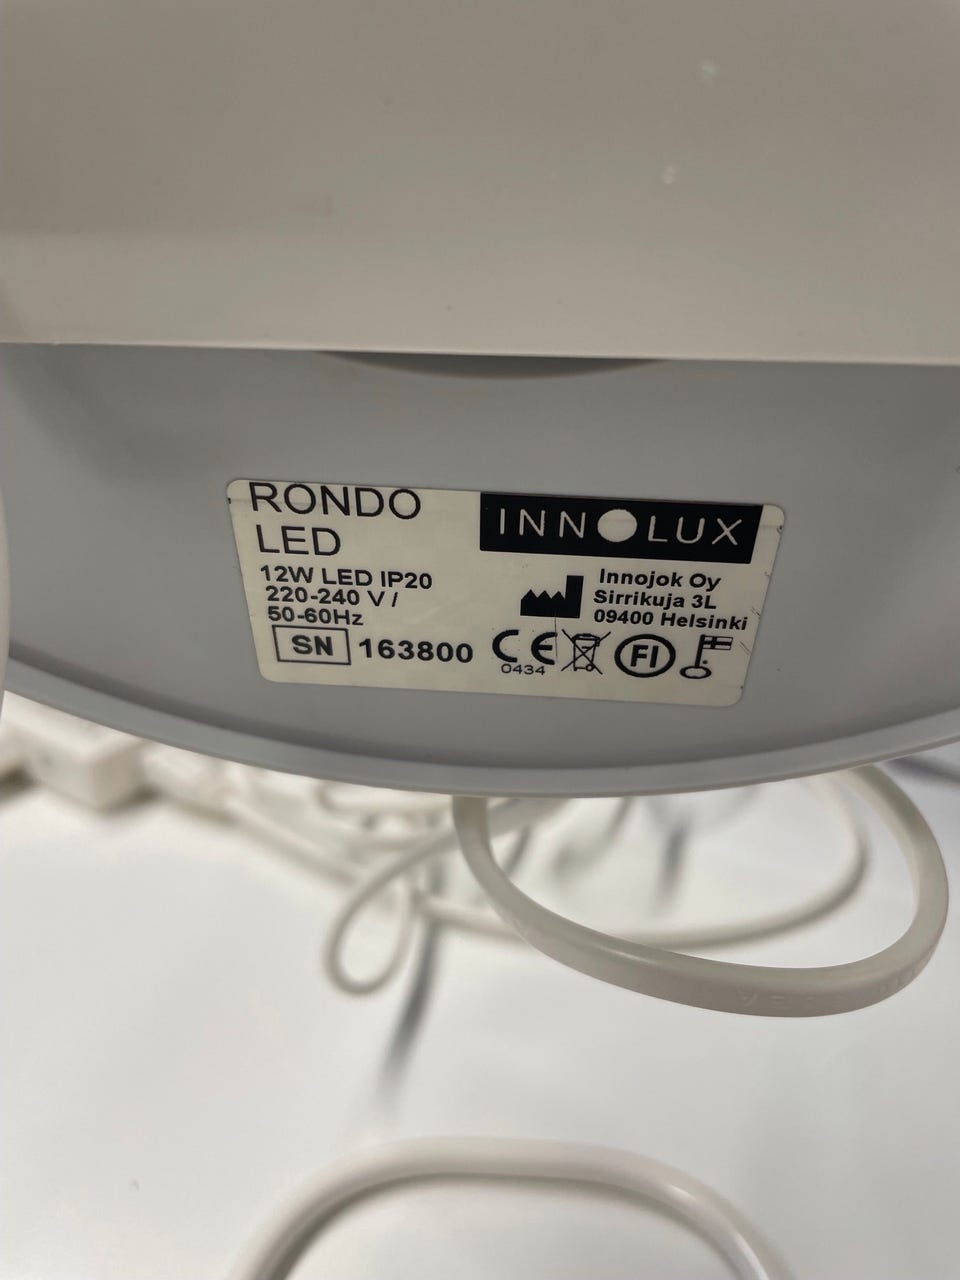 RONDO
LED
12W LED IP20
220-240 V /
50-60Hz
SN 163800
INNOLUX
Innojok Oy
Sirrikuja 3L
09400 Helsinki
CE
0434
FI